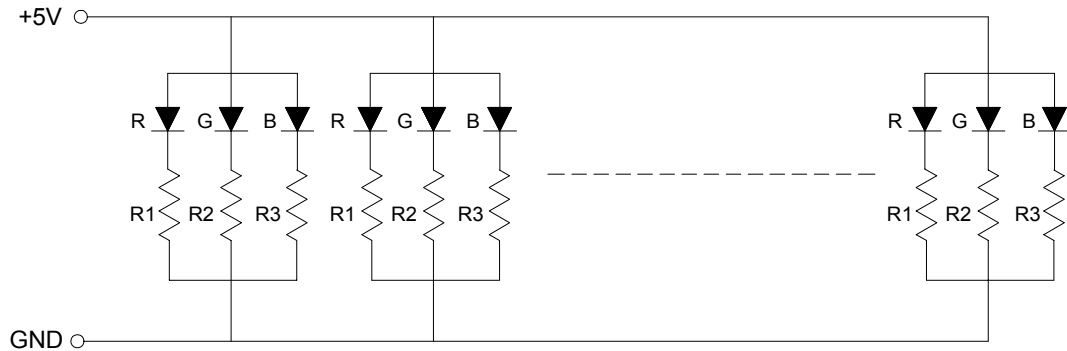 +5V
R G B R G B R G B
R1 R2 R3 R1 R2 R3 R1 R2 R3
GND